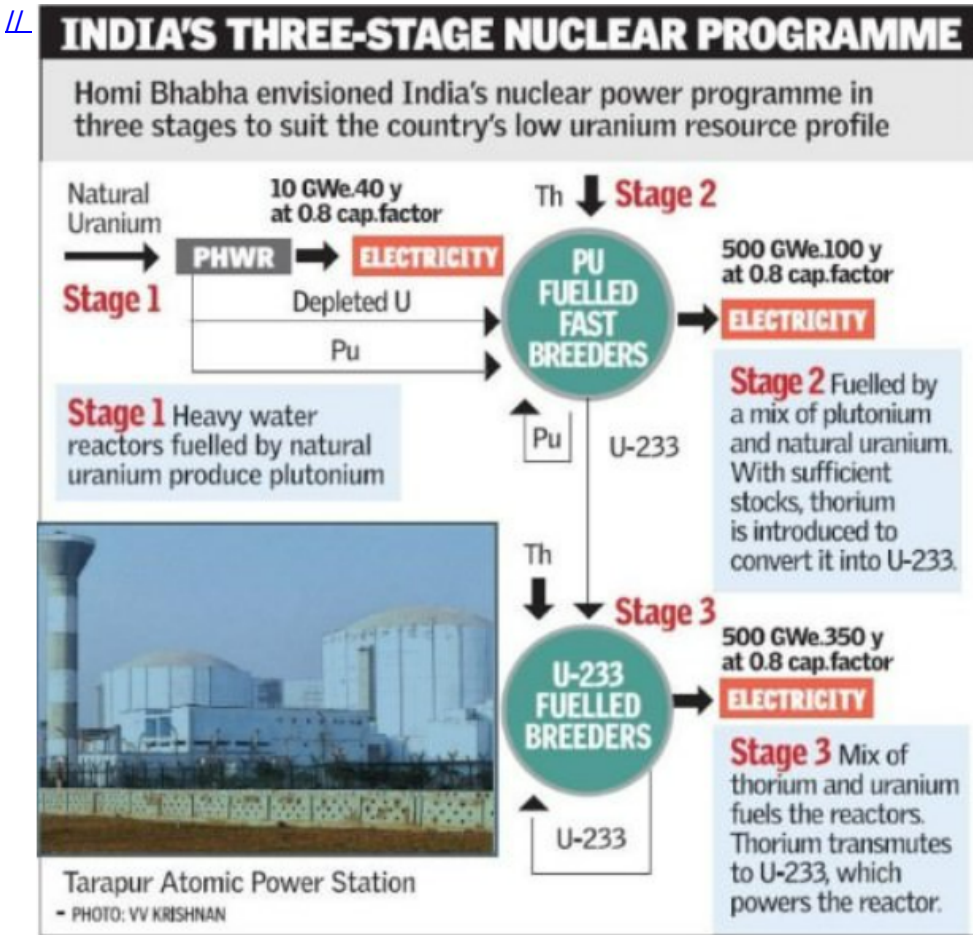 //
INDIA'S THREE-STAGE NUCLEAR PROGRAMME
Homi Bhabha envisioned India's nuclear power programme in
three stages to suit the country's low uranium resource profile
Natural
Uranium
10 GWe.40 y
at 0.8 cap.factor
PHWR
ELECTRICITY
Stage 1
Depleted U
Pu
Th
Stage 2
PU
FUELLED
FAST
BREEDERS
500 GWe.100 y
at 0.8 cap.factor
ELECTRICITY
Stage 1 Heavy water
reactors fuelled by natural
uranium produce plutonium
Pu
U-233
Stage 2 Fuelled by
a mix of plutonium
and natural uranium.
With sufficient
stocks, thorium
is introduced to
convert it into U-233.
Th
Stage 3
U-233
FUELLED
BREEDERS
500 GWe.350 y
at 0.8 cap.factor
ELECTRICITY
U-233
Stage 3 Mix of
thorium and uranium
fuels the reactors.
Thorium transmutes
to U-233, which
powers the reactor.
Tarapur Atomic Power Station
- PHOTO: VV KRISHNAN